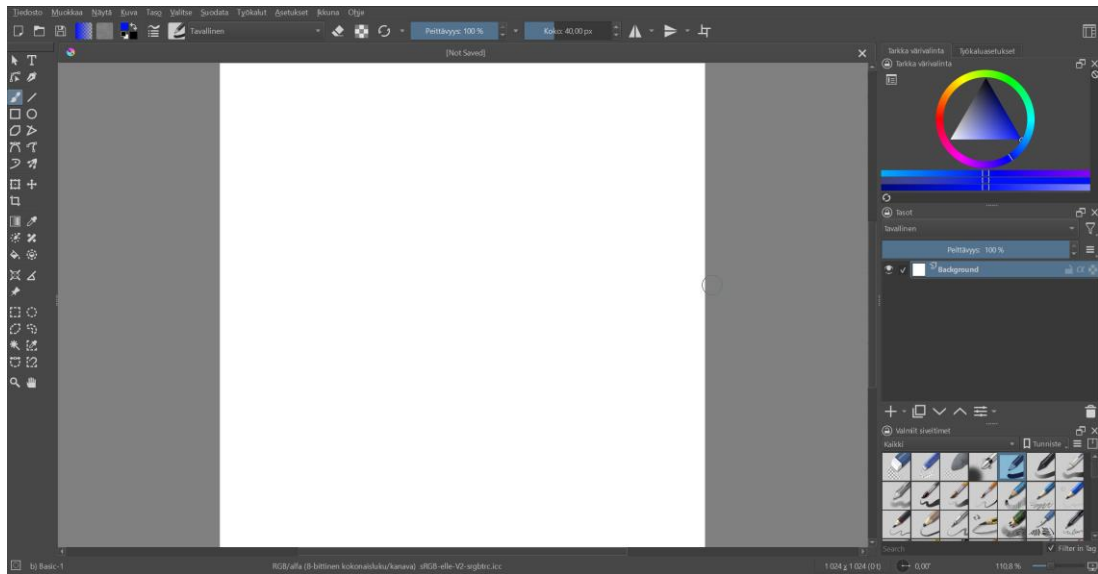 Tiedosto Muokkaa Näytä Kuva Taso Valitse Suodata Työkalut Asetukset Ikkuna Ohje
Tavallinen
Peittävyys: 100 %
Koko: 40,00 px
[Not Saved]
Tarkka värivalinta Työkaluasetukset
Tarkka värivalinta
Tasot
Tavallinen
Peittävyys: 100 %
Background
Valmiit siveltimet
Kaikki
Tunniste
Search
Filter in Tag
b) Basic-1
RGB/alfa (8-bittinen kokonaisluku/kanava) sRGB-elle-V2-srgbtrc.icc
1 024 x 1 024
0,00°
110,8 %